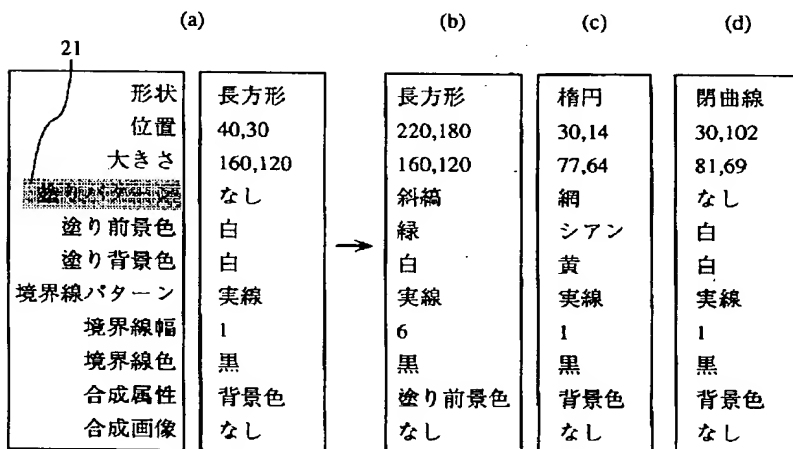 (a) (b) (c) (d)
21
形状 長方形 長方形 楕円 閉曲線
位置 40,30 220,180 30,14 30,102
大きさ 160,120 160,120 77,64 81,69
塗りパターン なし 斜縞 網 なし
塗り前景色 白 緑 シアン 白
塗り背景色 白 白 黄 白
境界線パターン 実線 実線 実線 実線
境界線幅 1 6 1 1
境界線色 黒 黒 黒 黒
合成属性 背景色 塗り前景色 背景色 背景色
合成画像 なし なし なし なし